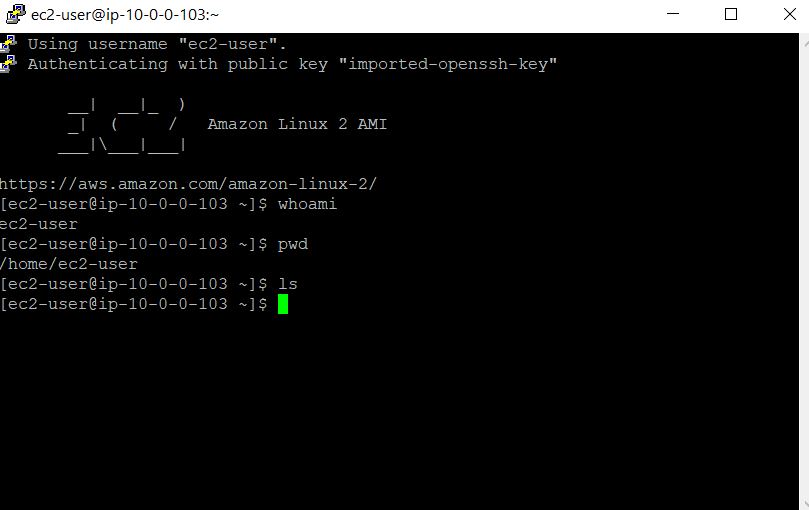 ec2-user@ip-10-0-0-103:~
Using username "ec2-user".
Authenticating with public key "imported-openssh-key"
       __|  __|_  )
       _|  (     /   Amazon Linux 2 AMI
      ___|\___|___|
https://aws.amazon.com/amazon-linux-2/
[ec2-user@ip-10-0-0-103 ~]$ whoami
ec2-user
[ec2-user@ip-10-0-0-103 ~]$ pwd
/home/ec2-user
[ec2-user@ip-10-0-0-103 ~]$ ls
[ec2-user@ip-10-0-0-103 ~]$